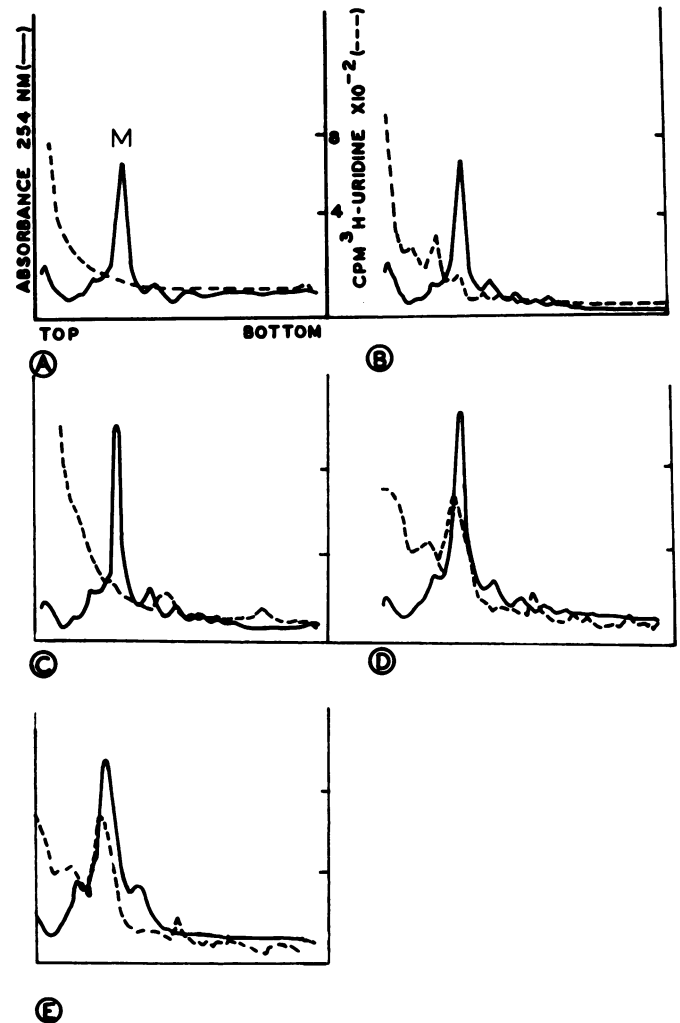 ABSORBANCE 254 NM(—)
M
8
4
CPM ³H-URIDINE X10⁻²(---)
TOP
BOTTOM
A
B
C
D
E